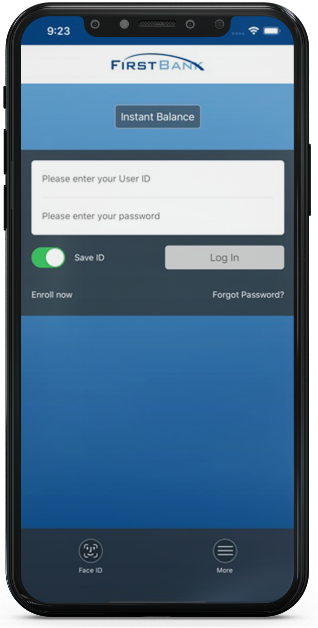 9:23
FIRSTBANK
Instant Balance
Please enter your User ID
Please enter your password
Save ID
Log In
Enroll now
Forgot Password?
Face ID
More